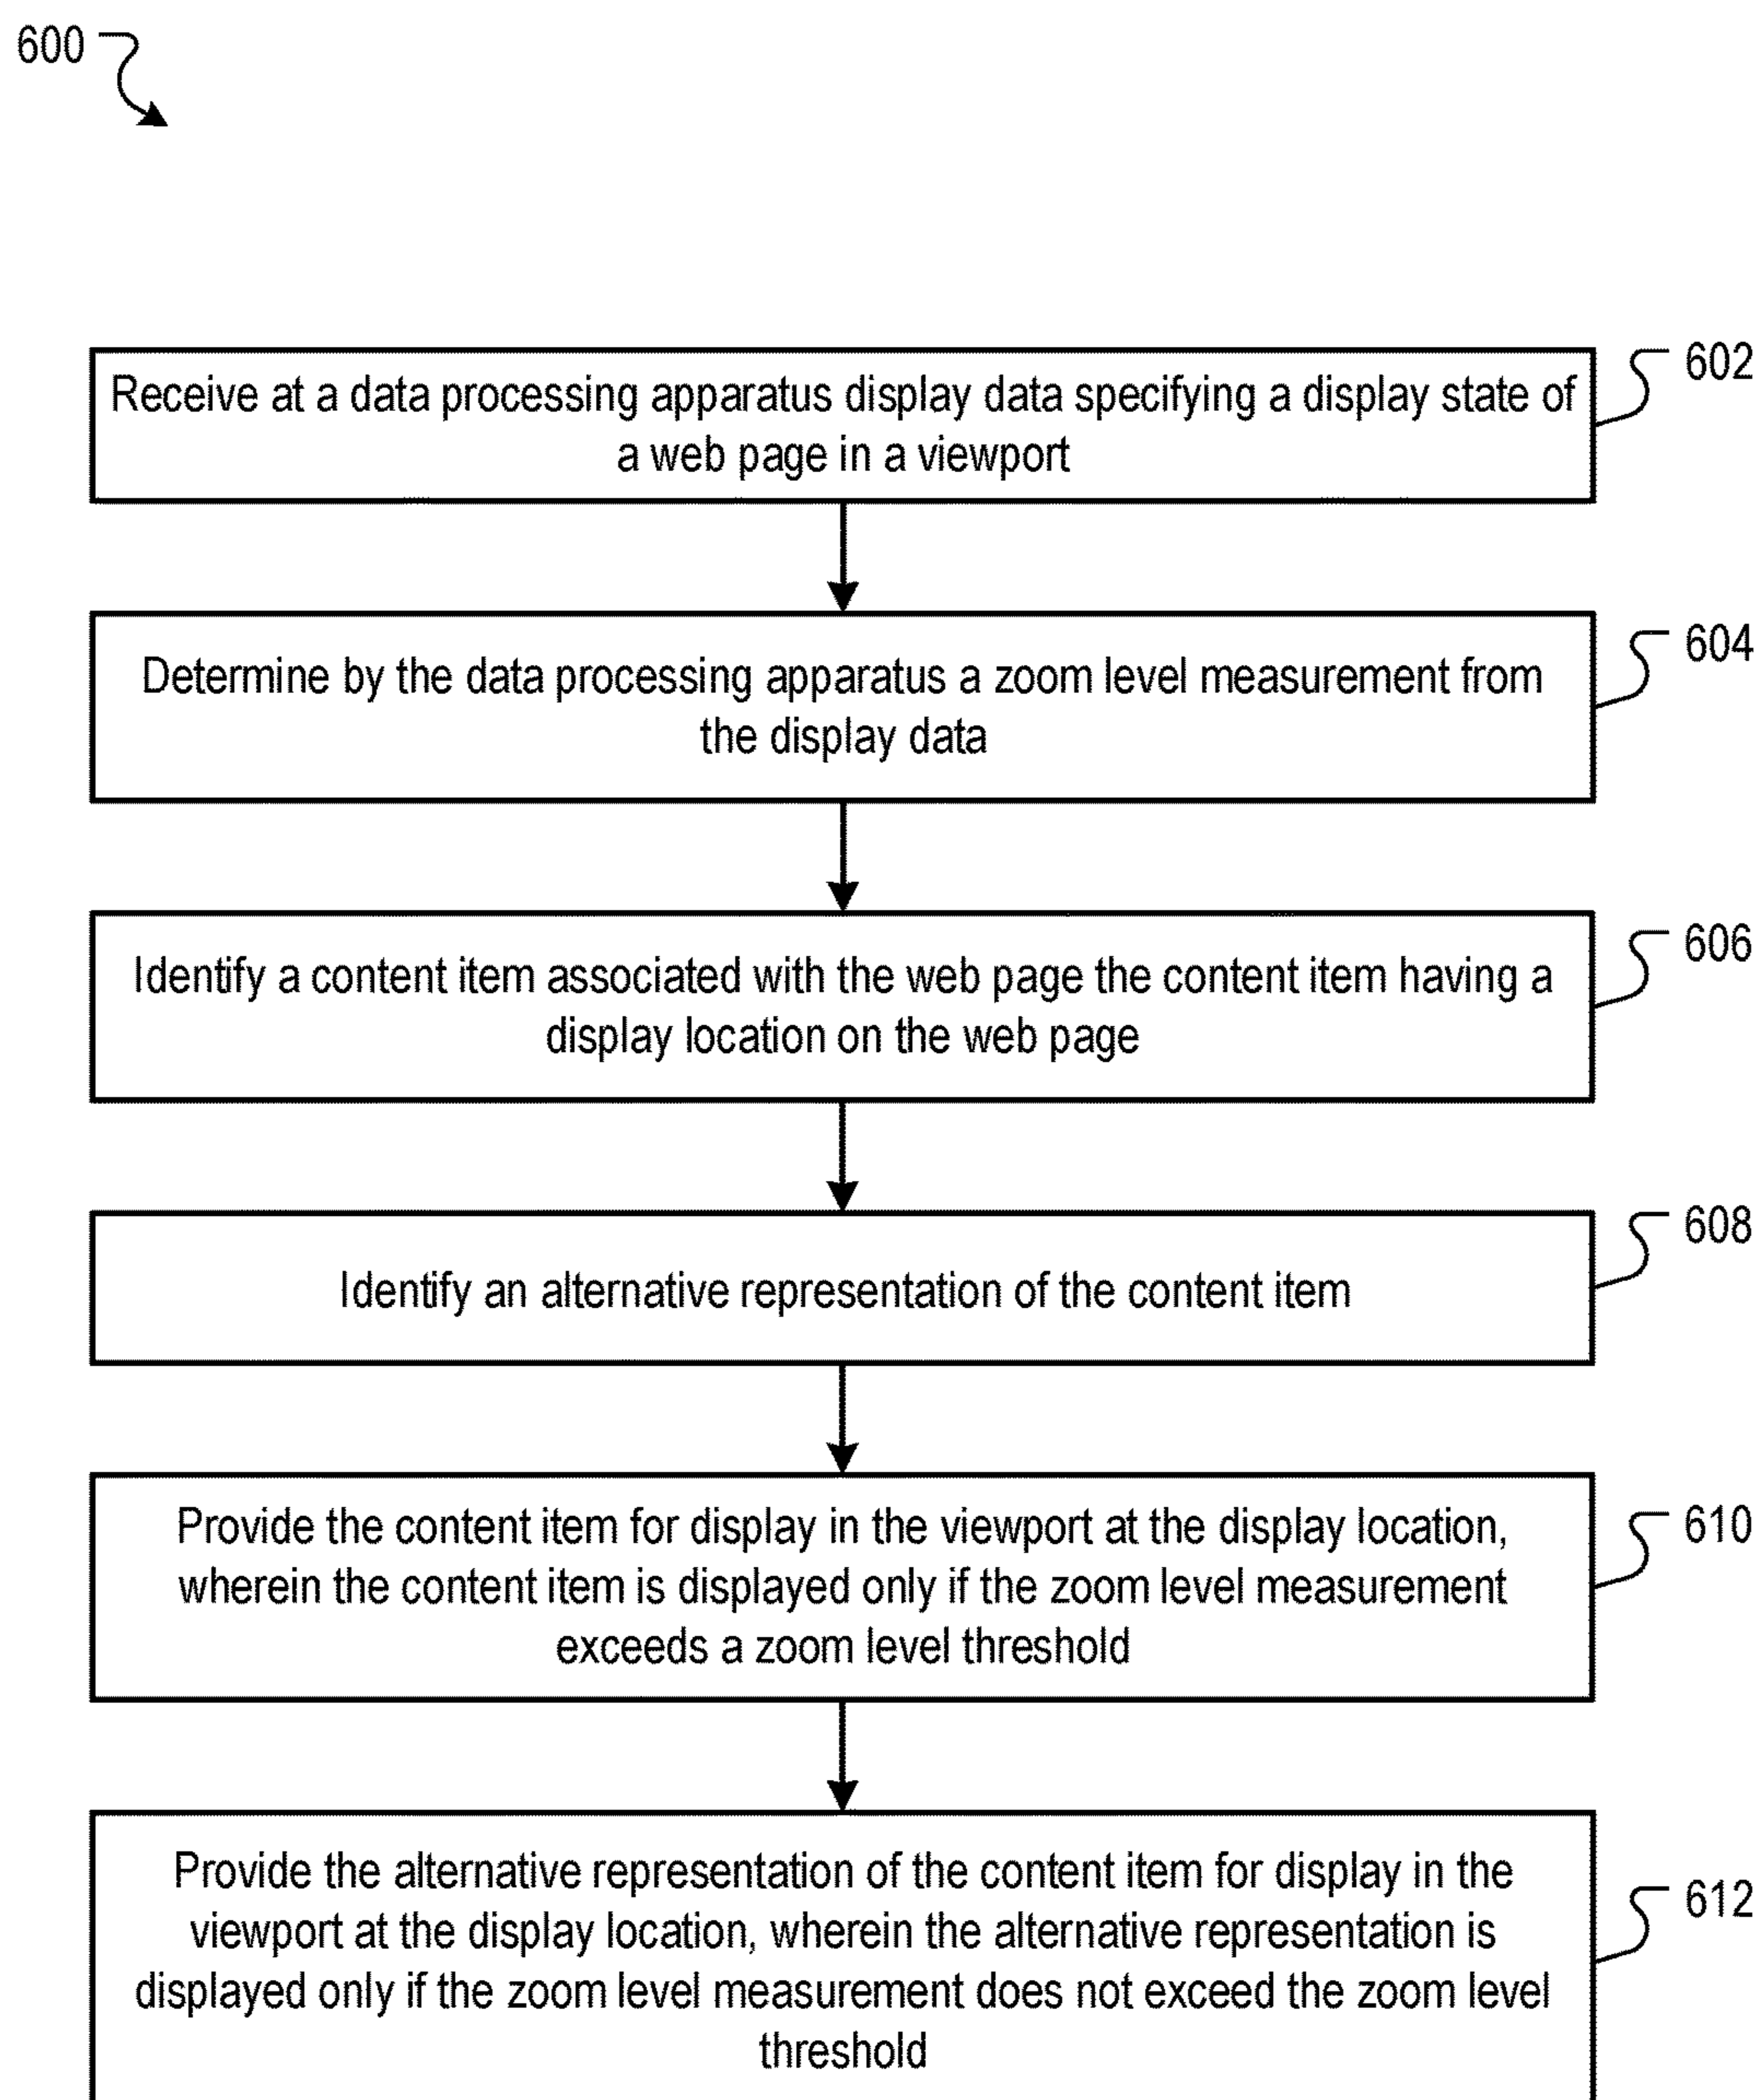 600
Receive at a data processing apparatus display data specifying a display state of
a web page in a viewport
602
Determine by the data processing apparatus a zoom level measurement from
the display data
604
Identify a content item associated with the web page the content item having a
display location on the web page
606
Identify an alternative representation of the content item
608
Provide the content item for display in the viewport at the display location,
wherein the content item is displayed only if the zoom level measurement
exceeds a zoom level threshold
610
Provide the alternative representation of the content item for display in the
viewport at the display location, wherein the alternative representation is
displayed only if the zoom level measurement does not exceed the zoom level
threshold
612